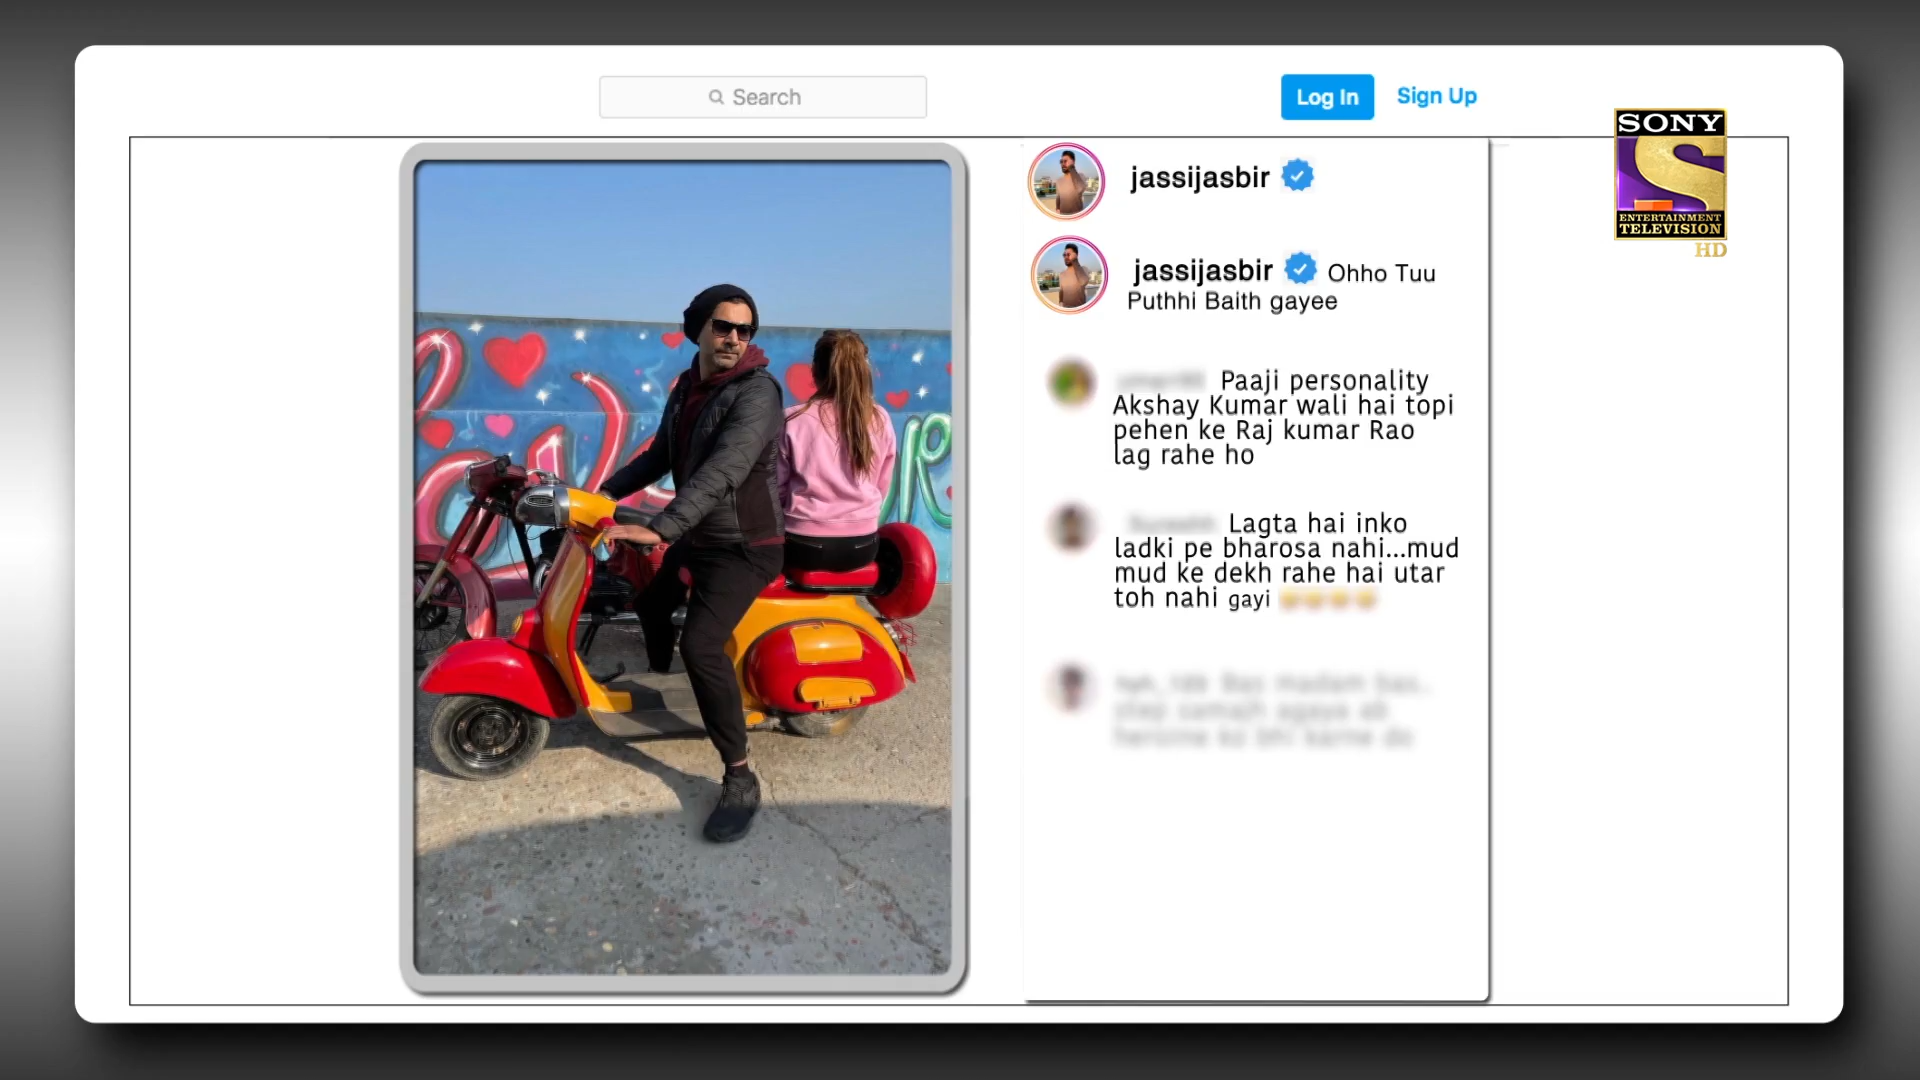 Search
Log In
Sign Up
SONY
ENTERTAINMENT
TELEVISION
HD
jassijasbir
jassijasbir Ohho Tuu
Puthhi Baith gayee
Paaji personality
Akshay Kumar wali hai topi
pehen ke Raj kumar Rao
lag rahe ho
Lagta hai inko
ladki pe bharosa nahi...mud
mud ke dekh rahe hai utar
toh nahi gayi